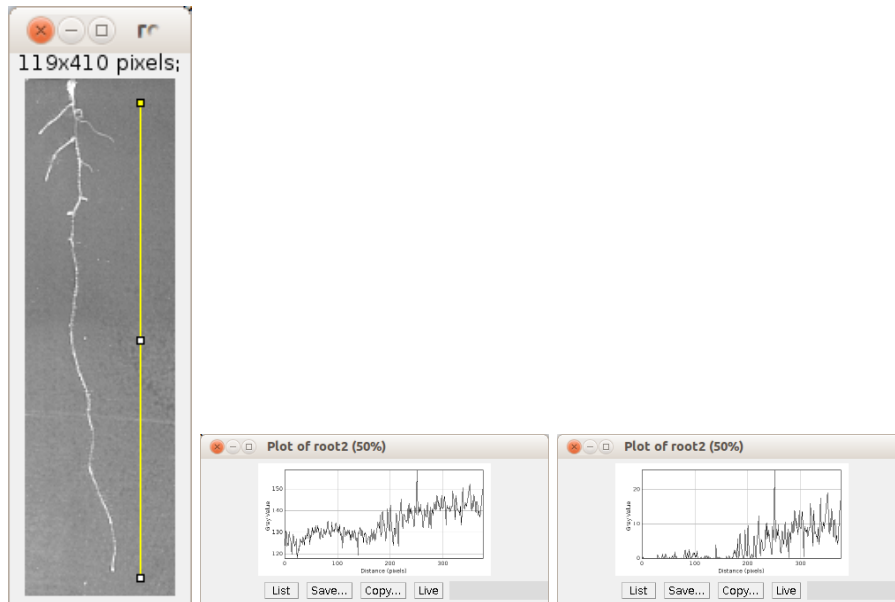 119x410 pixels;
Plot of root2 (50%)
150
140
130
120
Gray Value
0
100
200
300
Distance (pixels)
List
Save...
Copy...
Live
Plot of root2 (50%)
20
10
0
Gray Value
0
100
200
300
Distance (pixels)
List
Save...
Copy...
Live